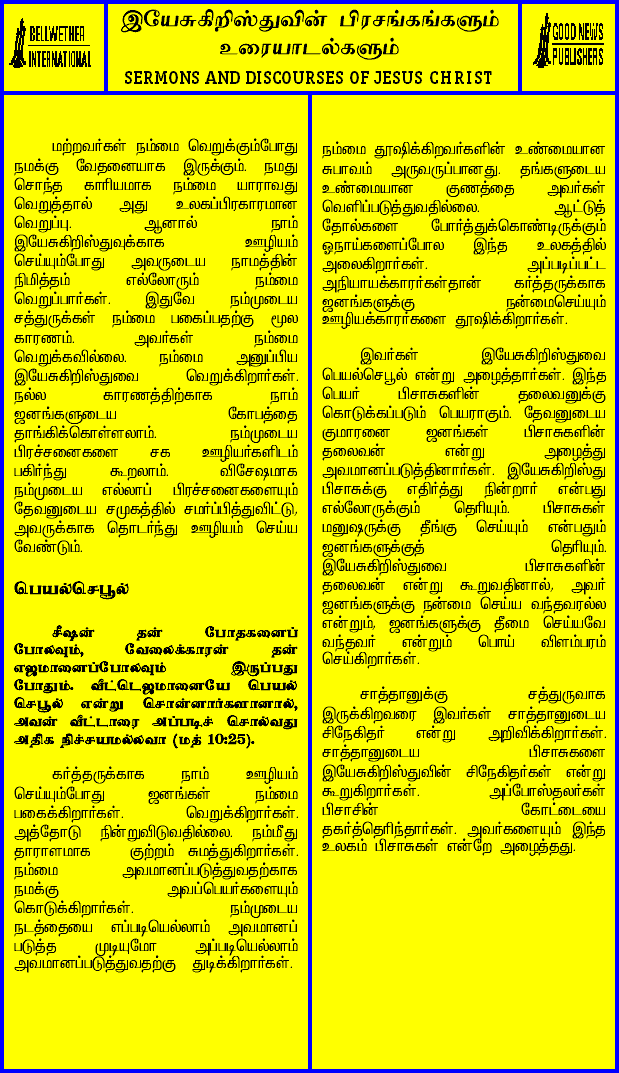 BELLWETHER
INTERNATIONAL
இயேசுகிறிஸ்துவின் பிரசங்கங்களும்
உரையாடல்களும்
SERMONS AND DISCOURSES OF JESUS CHRIST
GOOD NEWS
PUBLISHERS
மற்றவர்கள் நம்மை வெறுக்கும்போது
நமக்கு வேதனையாக இருக்கும். நமது
சொந்த காரியமாக நம்மை யாராவது
வெறுத்தால் அது உலகப்பிரகாரமான
வெறுப்பு. ஆனால் நாம்
இயேசுகிறிஸ்துவுக்காக ஊழியம்
செய்யும்போது அவருடைய நாமத்தின்
நிமித்தம் எல்லோரும் நம்மை
வெறுப்பார்கள். இதுவே நம்முடைய
சத்துருக்கள் நம்மை பகைப்பதற்கு மூல
காரணம். அவர்கள் நம்மை
வெறுக்கவில்லை. நம்மை அனுப்பிய
இயேசுகிறிஸ்துவை வெறுக்கிறார்கள்.
நல்ல காரணத்திற்காக நாம்
ஜனங்களுடைய கோபத்தை
தாங்கிக்கொள்ளலாம். நம்முடைய
பிரச்சனைகளை சக ஊழியர்களிடம்
பகிர்ந்து கூறலாம். விசேஷமாக
நம்முடைய எல்லாப் பிரச்சனைகளையும்
தேவனுடைய சமுகத்தில் சமர்ப்பித்துவிட்டு,
அவருக்காக தொடர்ந்து ஊழியம் செய்ய
வேண்டும்.
பெயல்செபூல்
சீஷன் தன் போதகனைப்
போலவும், வேலைக்காரன் தன்
எஜமானைப்போலவும் இருப்பது
போதும். வீட்டெஜமானையே பெயல்
செபூல் என்று சொன்னார்களானால்,
அவன் வீட்டாரை அப்படிச் சொல்வது
அதிக நிச்சயமல்லவா (மத் 10:25).
கர்த்தருக்காக நாம் ஊழியம்
செய்யும்போது ஜனங்கள் நம்மை
பகைக்கிறார்கள். வெறுக்கிறார்கள்.
அத்தோடு நின்றுவிடுவதில்லை. நம்மீது
தாராளமாக குற்றம் சுமத்துகிறார்கள்.
நம்மை அவமானப்படுத்துவதற்காக
நமக்கு அவப்பெயர்களையும்
கொடுக்கிறார்கள். நம்முடைய
நடத்தையை எப்படியெல்லாம் அவமானப்
படுத்த முடியுமோ அப்படியெல்லாம்
அவமானப்படுத்துவதற்கு துடிக்கிறார்கள்.
நம்மை தூஷிக்கிறவர்களின் உண்மையான
சுபாவம் அருவருப்பானது. தங்களுடைய
உண்மையான குணத்தை அவர்கள்
வெளிப்படுத்துவதில்லை. ஆட்டுத்
தோல்களை போர்த்துக்கொண்டிருக்கும்
ஓநாய்களைப்போல இந்த உலகத்தில்
அலைகிறார்கள். அப்படிப்பட்ட
அநியாயக்காரர்கள்தான் கர்த்தருக்காக
ஜனங்களுக்கு நன்மைசெய்யும்
ஊழியக்காரர்களை தூஷிக்கிறார்கள்.
இவர்கள் இயேசுகிறிஸ்துவை
பெயல்செபூல் என்று அழைத்தார்கள். இந்த
பெயர் பிசாசுகளின் தலைவனுக்கு
கொடுக்கப்படும் பெயராகும். தேவனுடைய
குமாரனை ஜனங்கள் பிசாசுகளின்
தலைவன் என்று அழைத்து
அவமானப்படுத்தினார்கள். இயேசுகிறிஸ்து
பிசாசுக்கு எதிர்த்து நின்றார் என்பது
எல்லோருக்கும் தெரியும். பிசாசுகள்
மனுஷருக்கு தீங்கு செய்யும் என்பதும்
ஜனங்களுக்குத் தெரியும்.
இயேசுகிறிஸ்துவை பிசாசுகளின்
தலைவன் என்று கூறுவதினால், அவர்
ஜனங்களுக்கு நன்மை செய்ய வந்தவரல்ல
என்றும், ஜனங்களுக்கு தீமை செய்யவே
வந்தவர் என்றும் பொய் விளம்பரம்
செய்கிறார்கள்.
சாத்தானுக்கு சத்துருவாக
இருக்கிறவரை இவர்கள் சாத்தானுடைய
சிநேகிதர் என்று அறிவிக்கிறார்கள்.
சாத்தானுடைய பிசாசுகளை
இயேசுகிறிஸ்துவின் சிநேகிதர்கள் என்று
கூறுகிறார்கள். அப்போஸ்தலர்கள்
பிசாசின் கோட்டையை
தகர்த்தெரிந்தார்கள். அவர்களையும் இந்த
உலகம் பிசாசுகள் என்றே அழைத்தது.